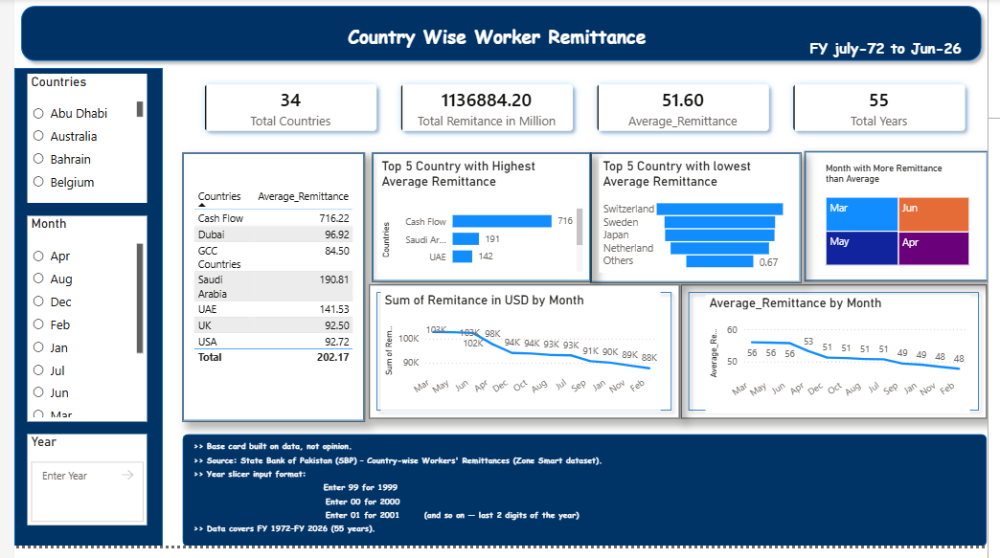 Country Wise Worker Remittance
FY july-72 to Jun-26
Countries
Abu Dhabi
Australia
Bahrain
Belgium
Month
Apr
Aug
Dec
Feb
Jan
Jul
Jun
Mar
Year
Enter Year
34
Total Countries
1136884.20
Total Remitance in Million
51.60
Average_Remittance
55
Total Years
Countries Average_Remittance
Cash Flow 716.22
Dubai 96.92
GCC 84.50
Countries
Saudi 190.81
Arabia
UAE 141.53
UK 92.50
USA 92.72
Total 202.17
Top 5 Country with Highest
Average Remittance
Countries
Cash Flow 716
Saudi Ar... 191
UAE 142
Top 5 Country with lowest
Average Remittance
Switzerland
Sweden
Japan
Netherland
Others 0.67
Month with More Remittance
than Average
Mar Jun
May Apr
Sum of Remitance in USD by Month
Sum of Rem...
100K
90K
103K 103K 102K 98K 94K 94K 93K 93K 91K 90K 89K 88K
Mar May Jun Apr Dec Oct Aug Jul Sep Jan Nov Feb
Average_Remittance by Month
Average_Re...
60
50
56 56 56 53 51 51 51 51 49 49 48 48
Mar May Jun Apr Dec Oct Aug Jul Sep Jan Nov Feb
>> Base card built on data, not opinion.
>> Source: State Bank of Pakistan (SBP) – Country-wise Workers' Remittances (Zone Smart dataset).
>> Year slicer input format:
Enter 99 for 1999
Enter 00 for 2000
Enter 01 for 2001 (and so on — last 2 digits of the year)
>> Data covers FY 1972–FY 2026 (55 years).